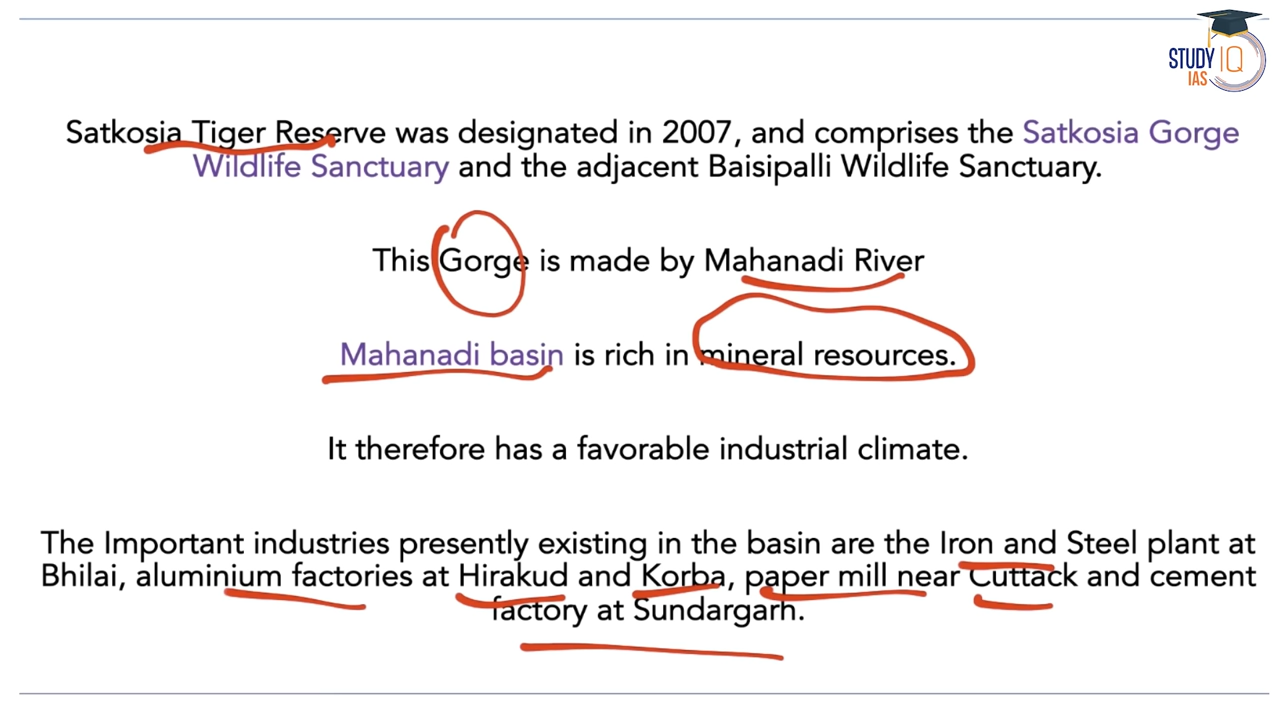 STUDY IQ
IAS
Satkosia Tiger Reserve was designated in 2007, and comprises the Satkosia Gorge
Wildlife Sanctuary and the adjacent Baisipalli Wildlife Sanctuary.
This Gorge is made by Mahanadi River
Mahanadi basin is rich in mineral resources.
It therefore has a favorable industrial climate.
The Important industries presently existing in the basin are the Iron and Steel plant at
Bhilai, aluminium factories at Hirakud and Korba, paper mill near Cuttack and cement
factory at Sundargarh.